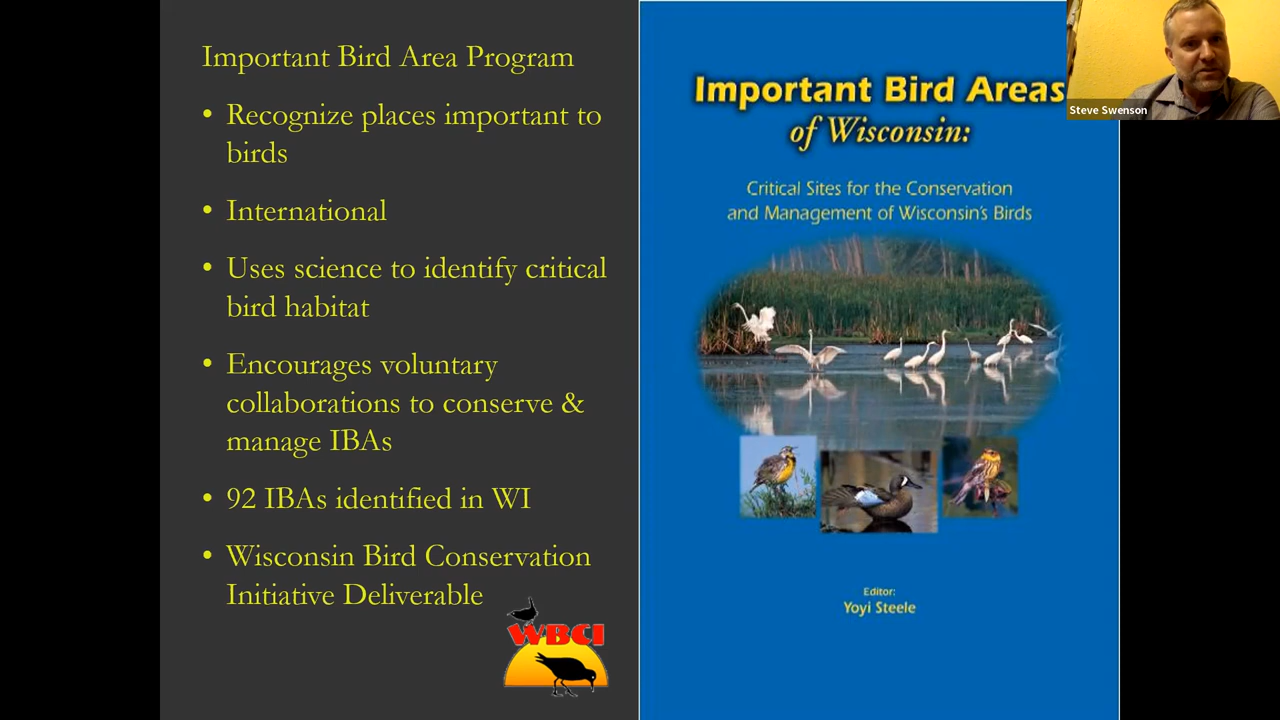 Important Bird Area Program
• Recognize places important to
birds
• International
• Uses science to identify critical
bird habitat
• Encourages voluntary
collaborations to conserve &
manage IBAs
• 92 IBAs identified in WI
• Wisconsin Bird Conservation
Initiative Deliverable
WBCI
Important Bird Areas
of Wisconsin:
Critical Sites for the Conservation
and Management of Wisconsin's Birds
Editor:
Yoyi Steele
Steve Swenson